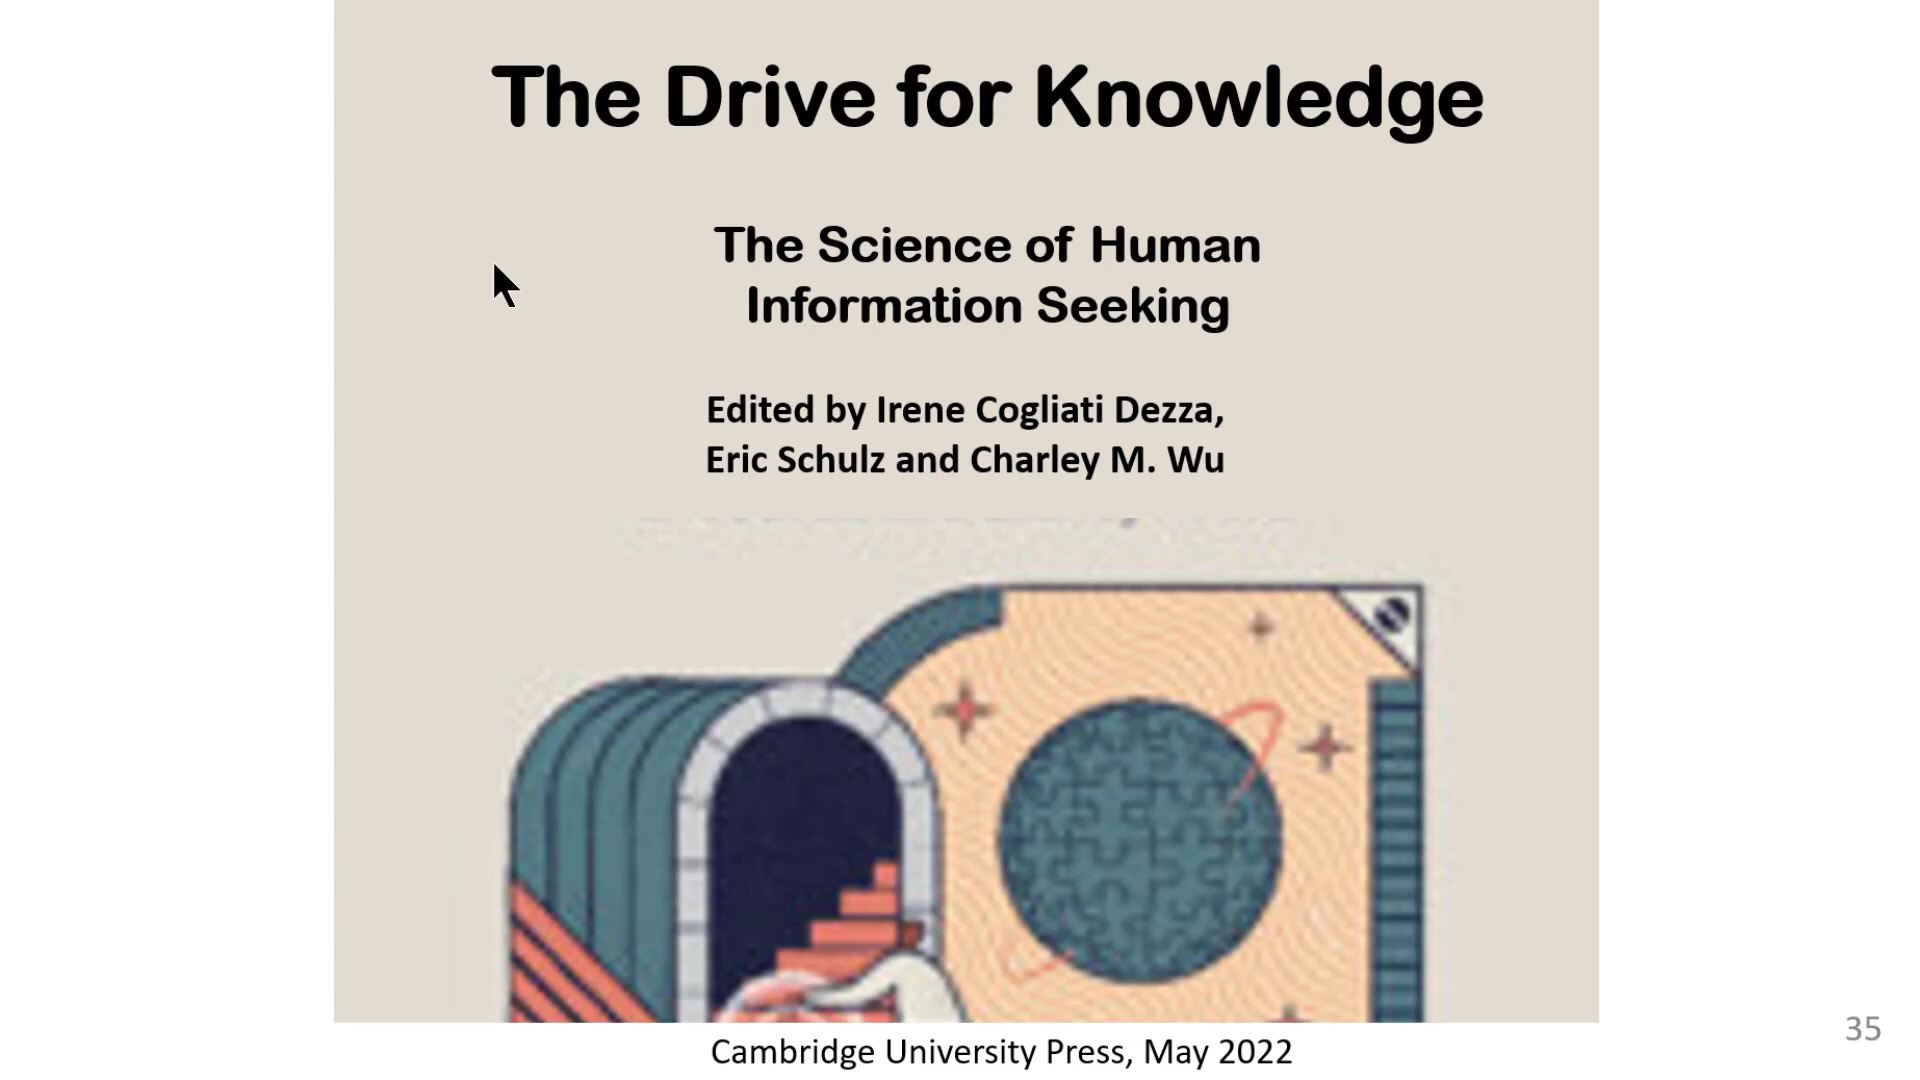 The Drive for Knowledge
The Science of Human
Information Seeking
Edited by Irene Cogliati Dezza,
Eric Schulz and Charley M. Wu
Cambridge University Press, May 2022
35